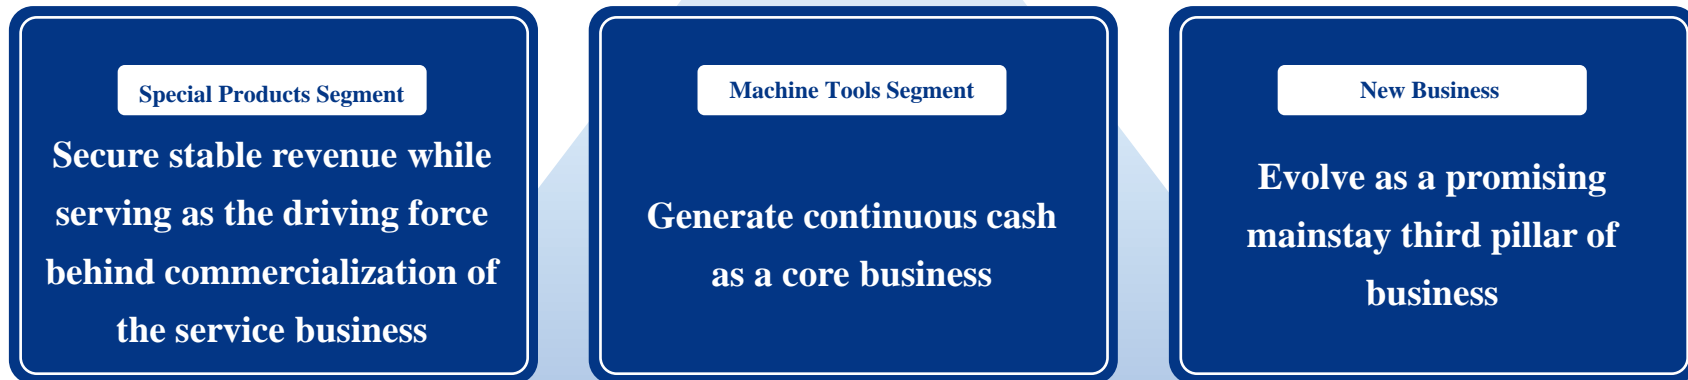 Special Products Segment
Secure stable revenue while
serving as the driving force
behind commercialization of
the service business
Machine Tools Segment
Generate continuous cash
as a core business
New Business
Evolve as a promising
mainstay third pillar of
business